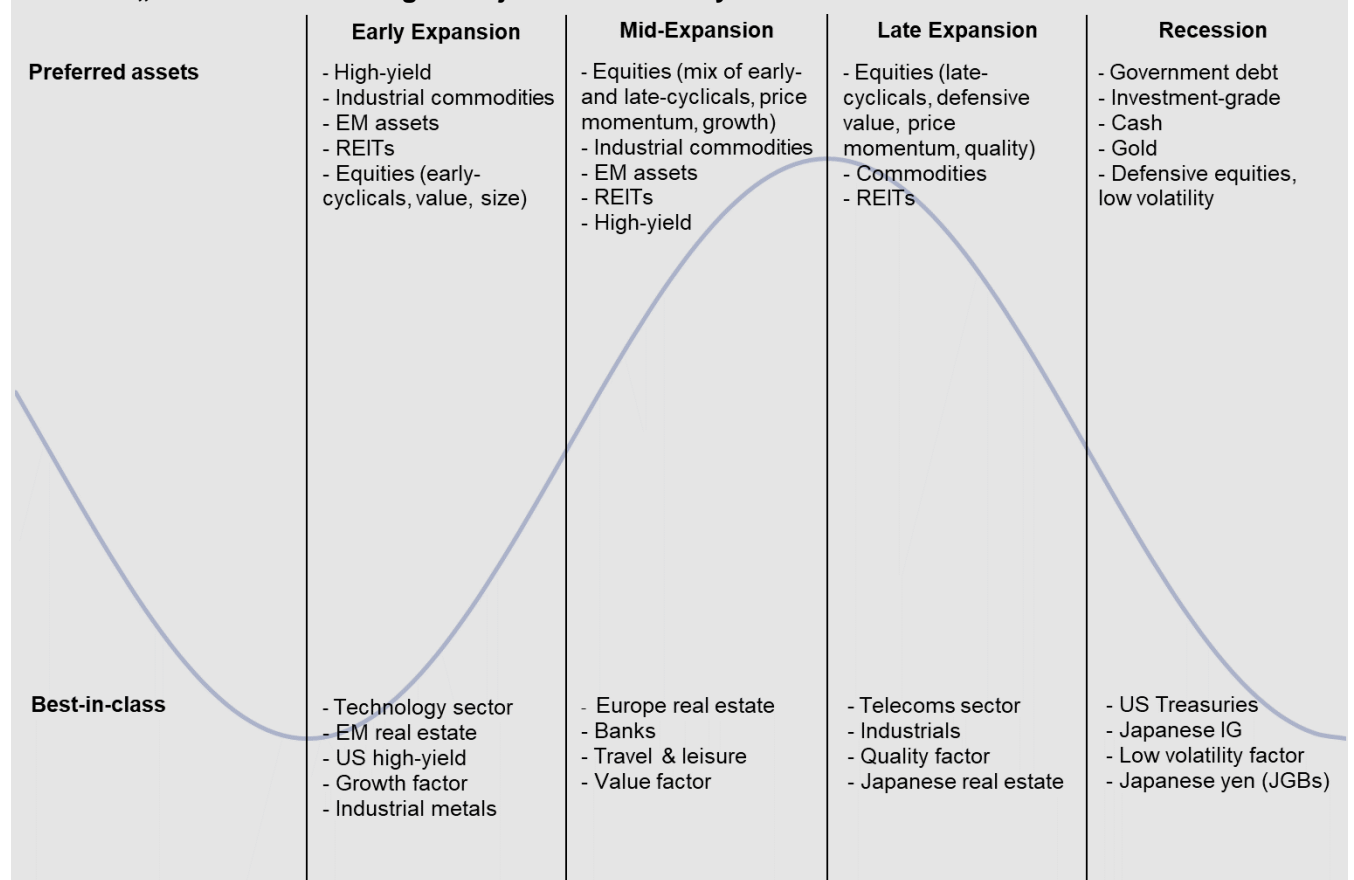 Early Expansion
Mid-Expansion
Late Expansion
Recession
Preferred assets
- High-yield
- Industrial commodities
- EM assets
- REITs
- Equities (early-
cyclicals, value, size)
- Equities (mix of early-
and late-cyclicals, price
momentum, growth)
- Industrial commodities
- EM assets
- REITs
- High-yield
- Equities (late-
cyclicals, defensive
value, price
momentum, quality)
- Commodities
- REITs
- Government debt
- Investment-grade
- Cash
- Gold
- Defensive equities,
low volatility
Best-in-class
- Technology sector
- EM real estate
- US high-yield
- Growth factor
- Industrial metals
- Europe real estate
- Banks
- Travel & leisure
- Value factor
- Telecoms sector
- Industrials
- Quality factor
- Japanese real estate
- US Treasuries
- Japanese IG
- Low volatility factor
- Japanese yen (JGBs)